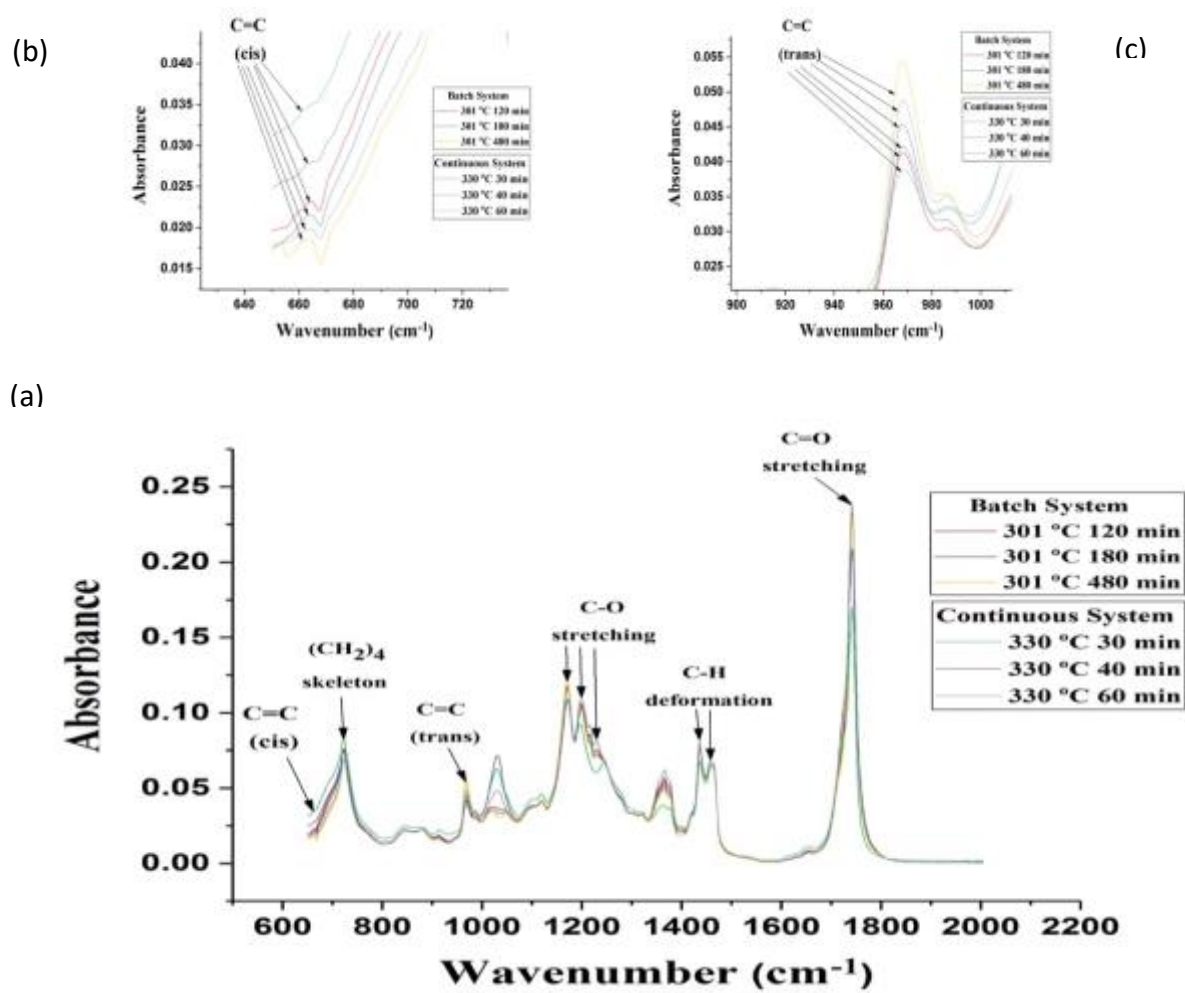 (b)
C=C
(cis)
Absorbance
0.040
0.035
0.030
0.025
0.020
0.015
640 660 680 700 720
Wavenumber (cm⁻¹)
Batch System
301 °C 120 min
301 °C 180 min
301 °C 480 min
Continuous System
330 °C 30 min
330 °C 40 min
330 °C 60 min
(c)
C=C
(trans)
Absorbance
0.055
0.050
0.045
0.040
0.035
0.030
0.025
900 920 940 960 980 1000
Wavenumber (cm⁻¹)
Batch System
301 °C 120 min
301 °C 180 min
301 °C 480 min
Continuous System
330 °C 30 min
330 °C 40 min
330 °C 60 min
(a)
Absorbance
0.25
0.20
0.15
0.10
0.05
0.00
600 800 1000 1200 1400 1600 1800 2000 2200
Wavenumber (cm⁻¹)
C=C
(cis)
(CH₂)₄
skeleton
C=C
(trans)
C-O
stretching
C-H
deformation
C=O
stretching
Batch System
301 °C 120 min
301 °C 180 min
301 °C 480 min
Continuous System
330 °C 30 min
330 °C 40 min
330 °C 60 min